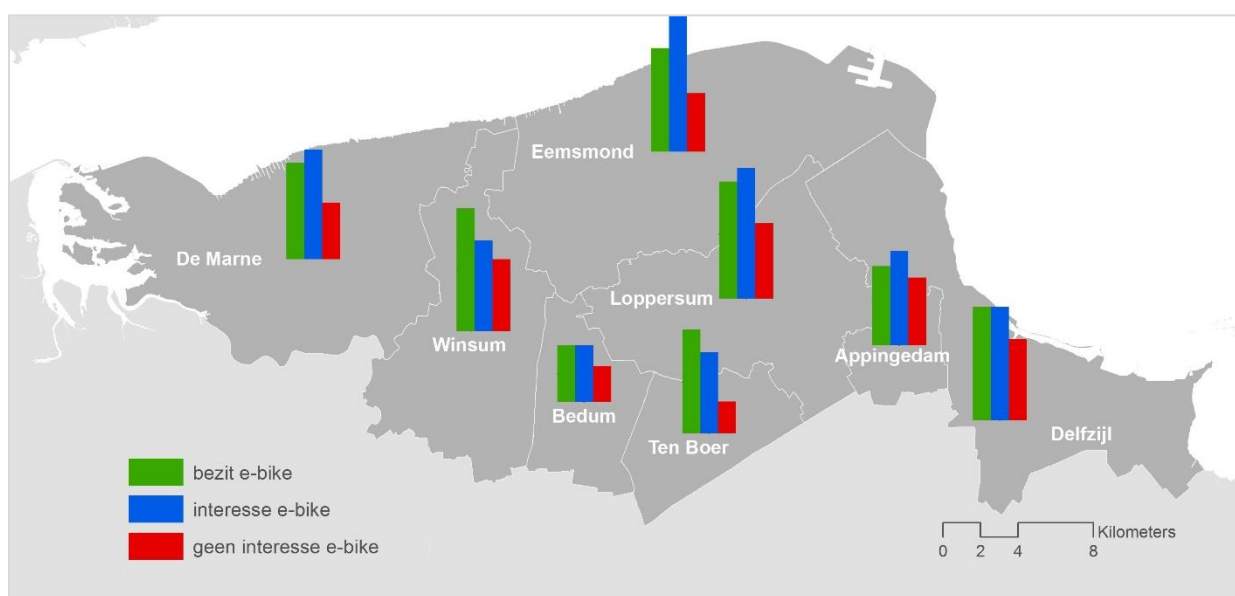 Eemsmond
De Marne
Loppersum
Winsum
Appingedam
Bedum
Ten Boer
Delfzijl
bezit e-bike
interesse e-bike
geen interesse e-bike
Kilometers
0 2 4 8